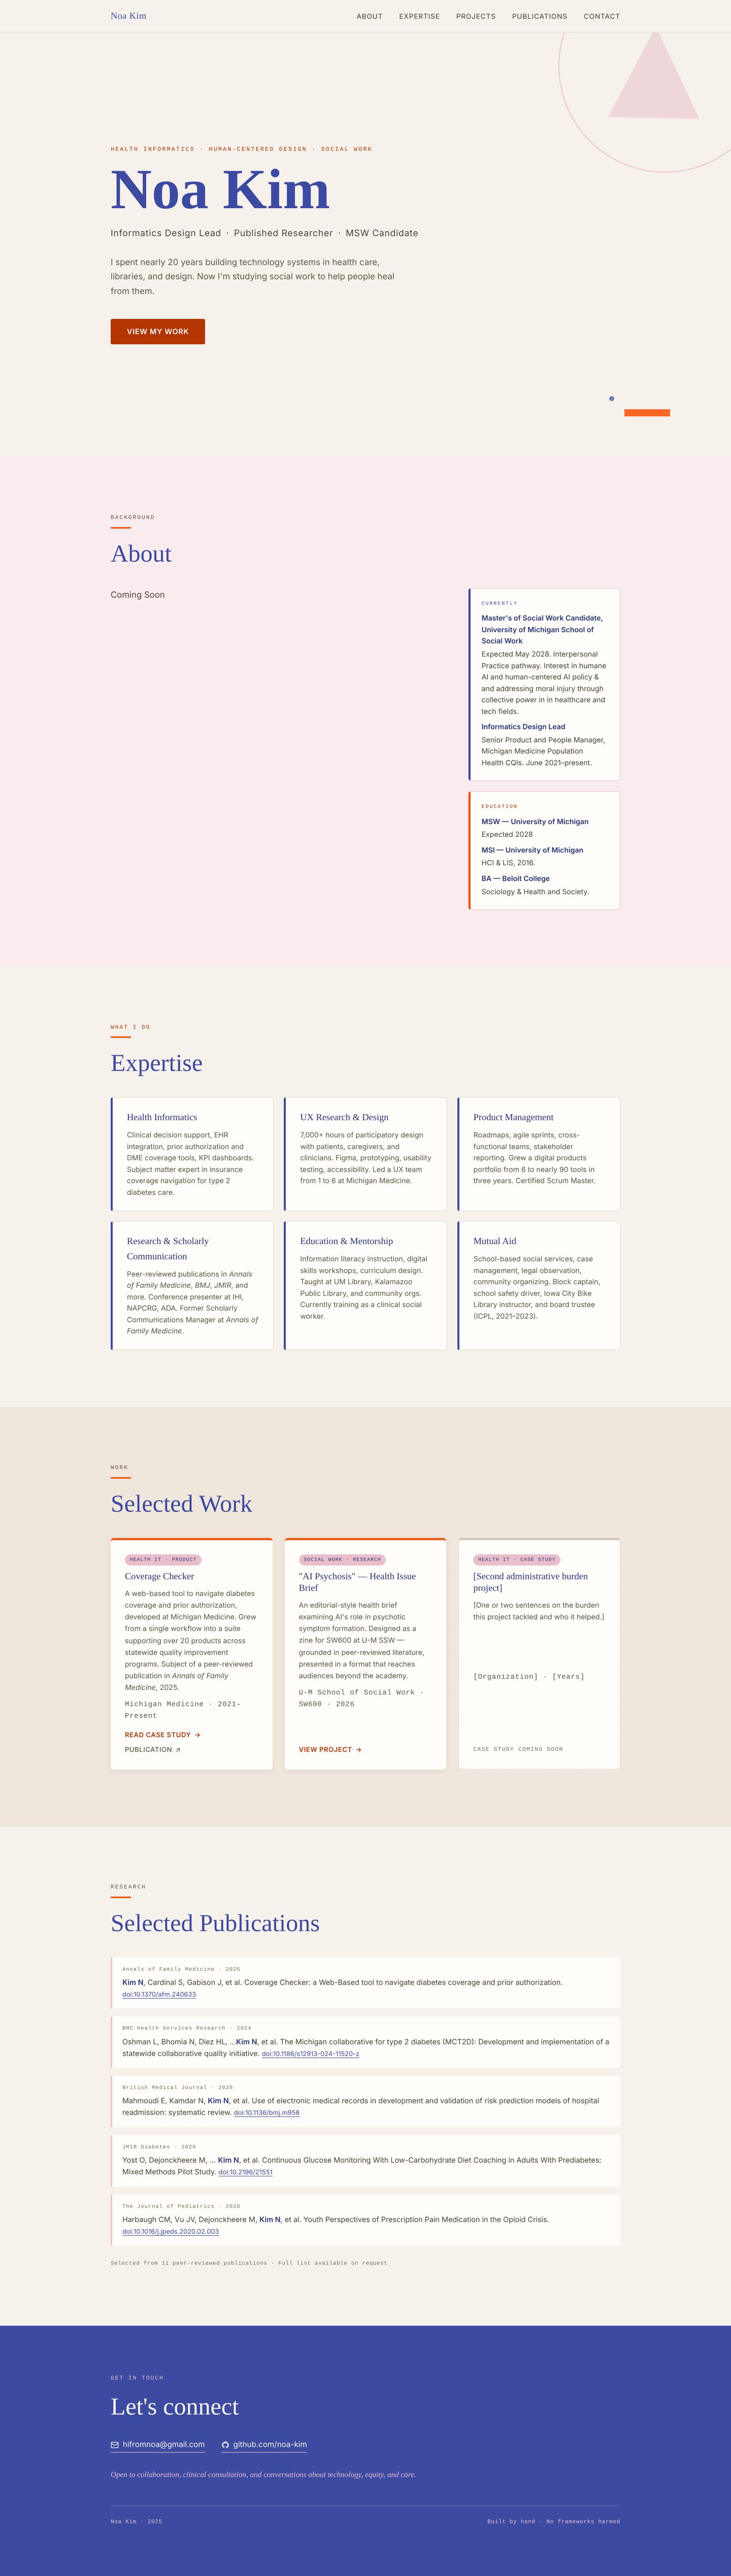 Noa Kim
ABOUT EXPERTISE PROJECTS PUBLICATIONS CONTACT
HEALTH INFORMATICS · HUMAN-CENTERED DESIGN · SOCIAL WORK
Noa Kim
Informatics Design Lead · Published Researcher · MSW Candidate
I spent nearly 20 years building technology systems in health care,
libraries, and design. Now I'm studying social work to help people heal
from them.
VIEW MY WORK
BACKGROUND
About
Coming Soon
CURRENTLY
Master's of Social Work Candidate,
University of Michigan School of
Social Work
Expected May 2028. Interpersonal
Practice pathway. Interest in humane
AI and human-centered AI policy &
and addressing moral injury through
collective power in in healthcare and
tech fields.
Informatics Design Lead
Senior Product and People Manager,
Michigan Medicine Population
Health CQIs. June 2021–present.
EDUCATION
MSW — University of Michigan
Expected 2028
MSI — University of Michigan
HCI & LIS, 2016.
BA — Beloit College
Sociology & Health and Society.
WHAT I DO
Expertise
Health Informatics
Clinical decision support, EHR
integration, prior authorization and
DME coverage tools, KPI dashboards.
Subject matter expert in insurance
coverage navigation for type 2
diabetes care.
UX Research & Design
7,000+ hours of participatory design
with patients, caregivers, and
clinicians. Figma, prototyping, usability
testing, accessibility. Led a UX team
from 1 to 6 at Michigan Medicine.
Product Management
Roadmaps, agile sprints, cross-
functional teams, stakeholder
reporting. Grew a digital products
portfolio from 6 to nearly 90 tools in
three years. Certified Scrum Master.
Research & Scholarly
Communication
Peer-reviewed publications in Annals
of Family Medicine, BMJ, JMIR, and
more. Conference presenter at IHI,
NAPCRG, ADA. Former Scholarly
Communications Manager at Annals of
Family Medicine.
Education & Mentorship
Information literacy instruction, digital
skills workshops, curriculum design.
Taught at UM Library, Kalamazoo
Public Library, and community orgs.
Currently training as a clinical social
worker.
Mutual Aid
School-based social services, case
management, legal observation,
community organizing. Block captain,
school safety driver, Iowa City Bike
Library instructor, and board trustee
(ICPL, 2021–2023).
WORK
Selected Work
HEALTH IT · PRODUCT
Coverage Checker
A web-based tool to navigate diabetes
coverage and prior authorization,
developed at Michigan Medicine. Grew
from a single workflow into a suite
supporting over 20 products across
statewide quality improvement
programs. Subject of a peer-reviewed
publication in Annals of Family
Medicine, 2025.
Michigan Medicine · 2021–
Present
READ CASE STUDY →
PUBLICATION ↗
SOCIAL WORK · RESEARCH
"AI Psychosis" — Health Issue
Brief
An editorial-style health brief
examining AI's role in psychotic
symptom formation. Designed as a
zine for SW600 at U-M SSW —
grounded in peer-reviewed literature,
presented in a format that reaches
audiences beyond the academy.
U-M School of Social Work ·
SW600 · 2026
VIEW PROJECT →
HEALTH IT · CASE STUDY
[Second administrative burden
project]
[One or two sentences on the burden
this project tackled and who it helped.]
[Organization] · [Years]
CASE STUDY COMING SOON
RESEARCH
Selected Publications
Annals of Family Medicine · 2025
Kim N, Cardinal S, Gabison J, et al. Coverage Checker: a Web-Based tool to navigate diabetes coverage and prior authorization.
doi:10.1370/afm.240633
BMC Health Services Research · 2024
Oshman L, Bhomia N, Diez HL, ...Kim N, et al. The Michigan collaborative for type 2 diabetes (MCT2D): Development and implementation of a
statewide collaborative quality initiative. doi:10.1186/s12913-024-11520-z
British Medical Journal · 2020
Mahmoudi E, Kamdar N, Kim N, et al. Use of electronic medical records in development and validation of risk prediction models of hospital
readmission: systematic review. doi:10.1136/bmj.m958
JMIR Diabetes · 2020
Yost O, Dejonckheere M, ... Kim N, et al. Continuous Glucose Monitoring With Low-Carbohydrate Diet Coaching in Adults With Prediabetes:
Mixed Methods Pilot Study. doi:10.2196/21551
The Journal of Pediatrics · 2020
Harbaugh CM, Vu JV, Dejonckheere M, Kim N, et al. Youth Perspectives of Prescription Pain Medication in the Opioid Crisis.
doi:10.1016/j.jpeds.2020.02.003
Selected from 11 peer-reviewed publications · Full list available on request
GET IN TOUCH
Let's connect
hifromnoa@gmail.com github.com/noa-kim
Open to collaboration, clinical consultation, and conversations about technology, equity, and care.
Noa Kim · 2025
Built by hand · No frameworks harmed